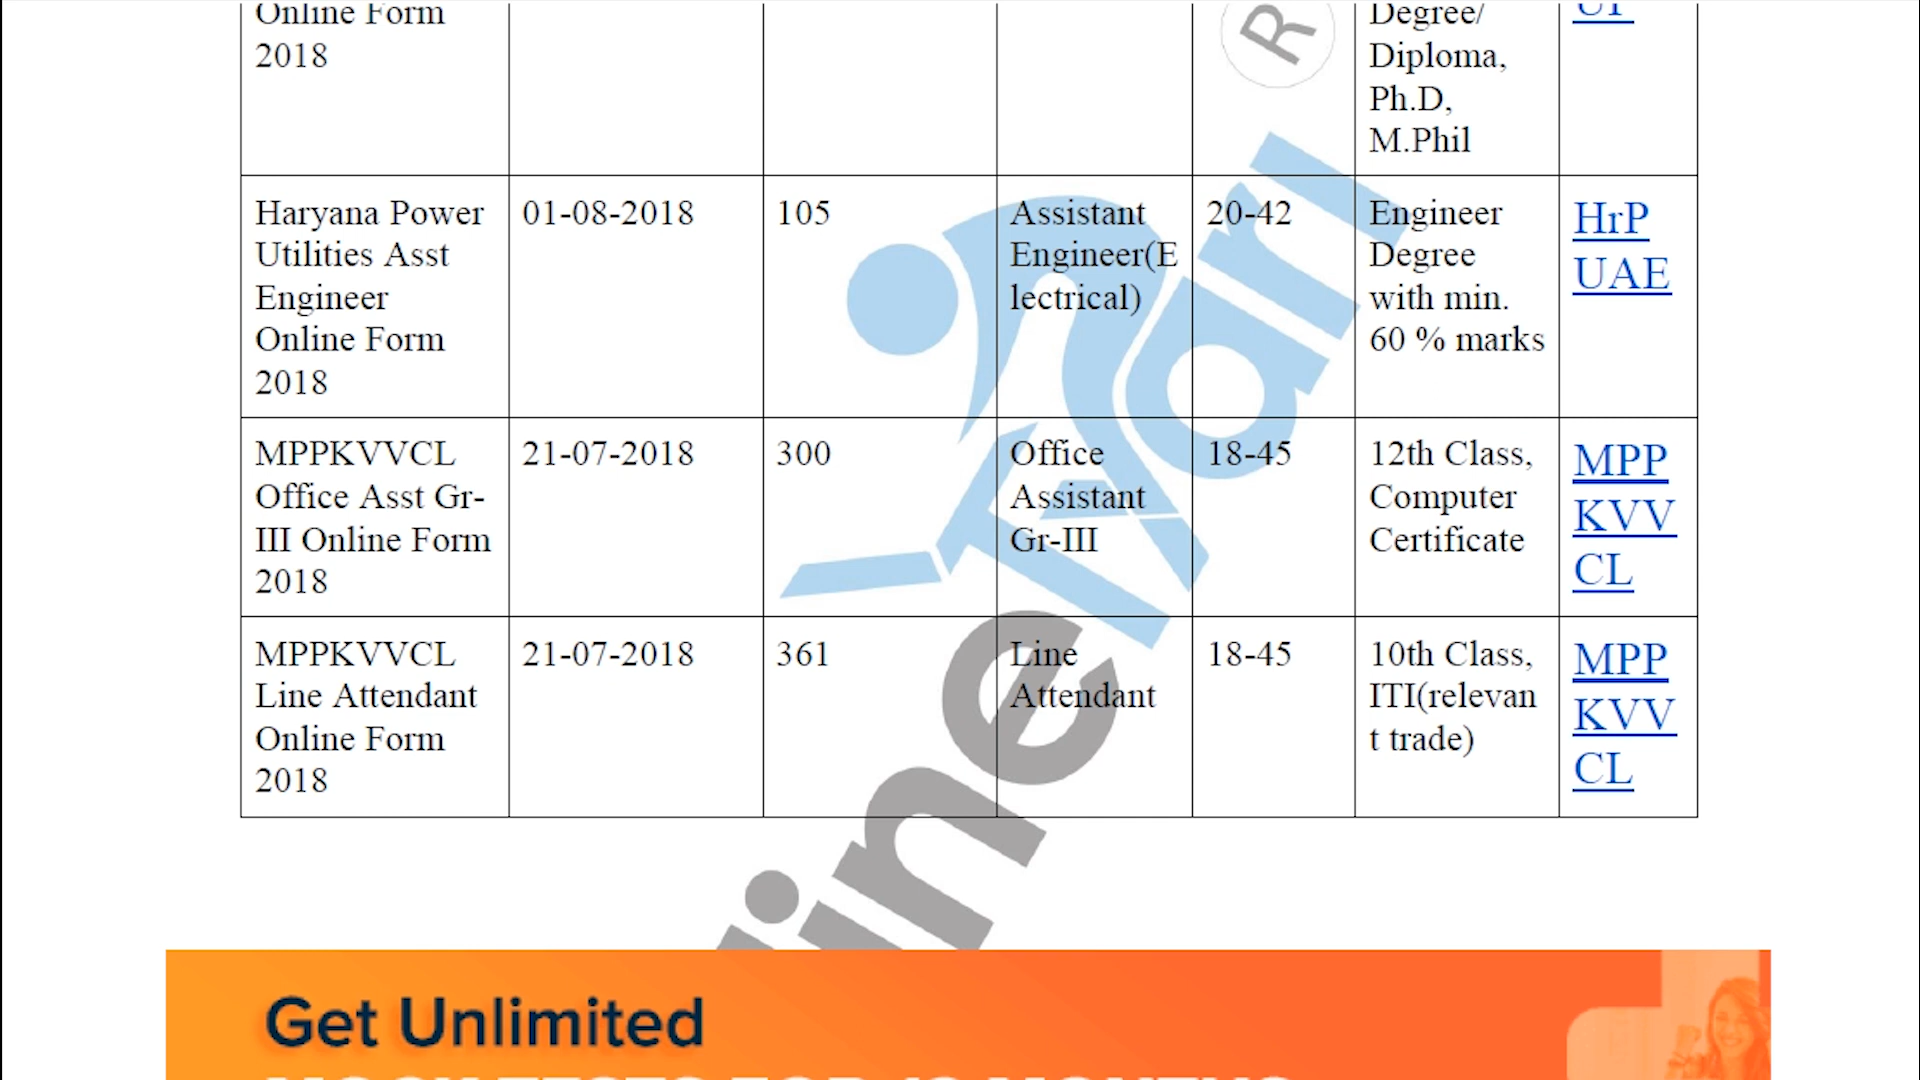 Online Form
2018
Degree/
Diploma,
Ph.D,
M.Phil
R
Haryana Power
Utilities Asst
Engineer
Online Form
2018
01-08-2018
105
Assistant
Engineer(E
lectrical)
20-42
Engineer
Degree
with min.
60 % marks
HrP
UAE
MPPKVVCL
Office Asst Gr-
III Online Form
2018
21-07-2018
300
Office
Assistant
Gr-III
18-45
12th Class,
Computer
Certificate
MPP
KVV
CL
MPPKVVCL
Line Attendant
Online Form
2018
21-07-2018
361
Line
Attendant
18-45
10th Class,
ITI(relevan
t trade)
MPP
KVV
CL
Get Unlimited